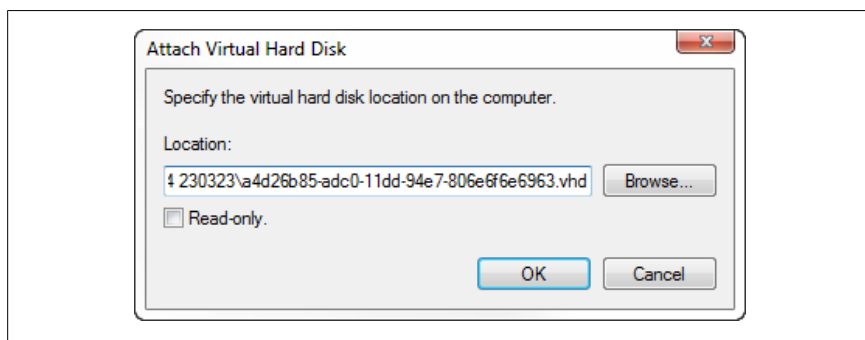 Attach Virtual Hard Disk
Specify the virtual hard disk location on the computer.
Location:
4 230323\a4d26b85-adc0-11dd-94e7-806e6f6e6963.vhd
Browse...
Read-only.
OK
Cancel